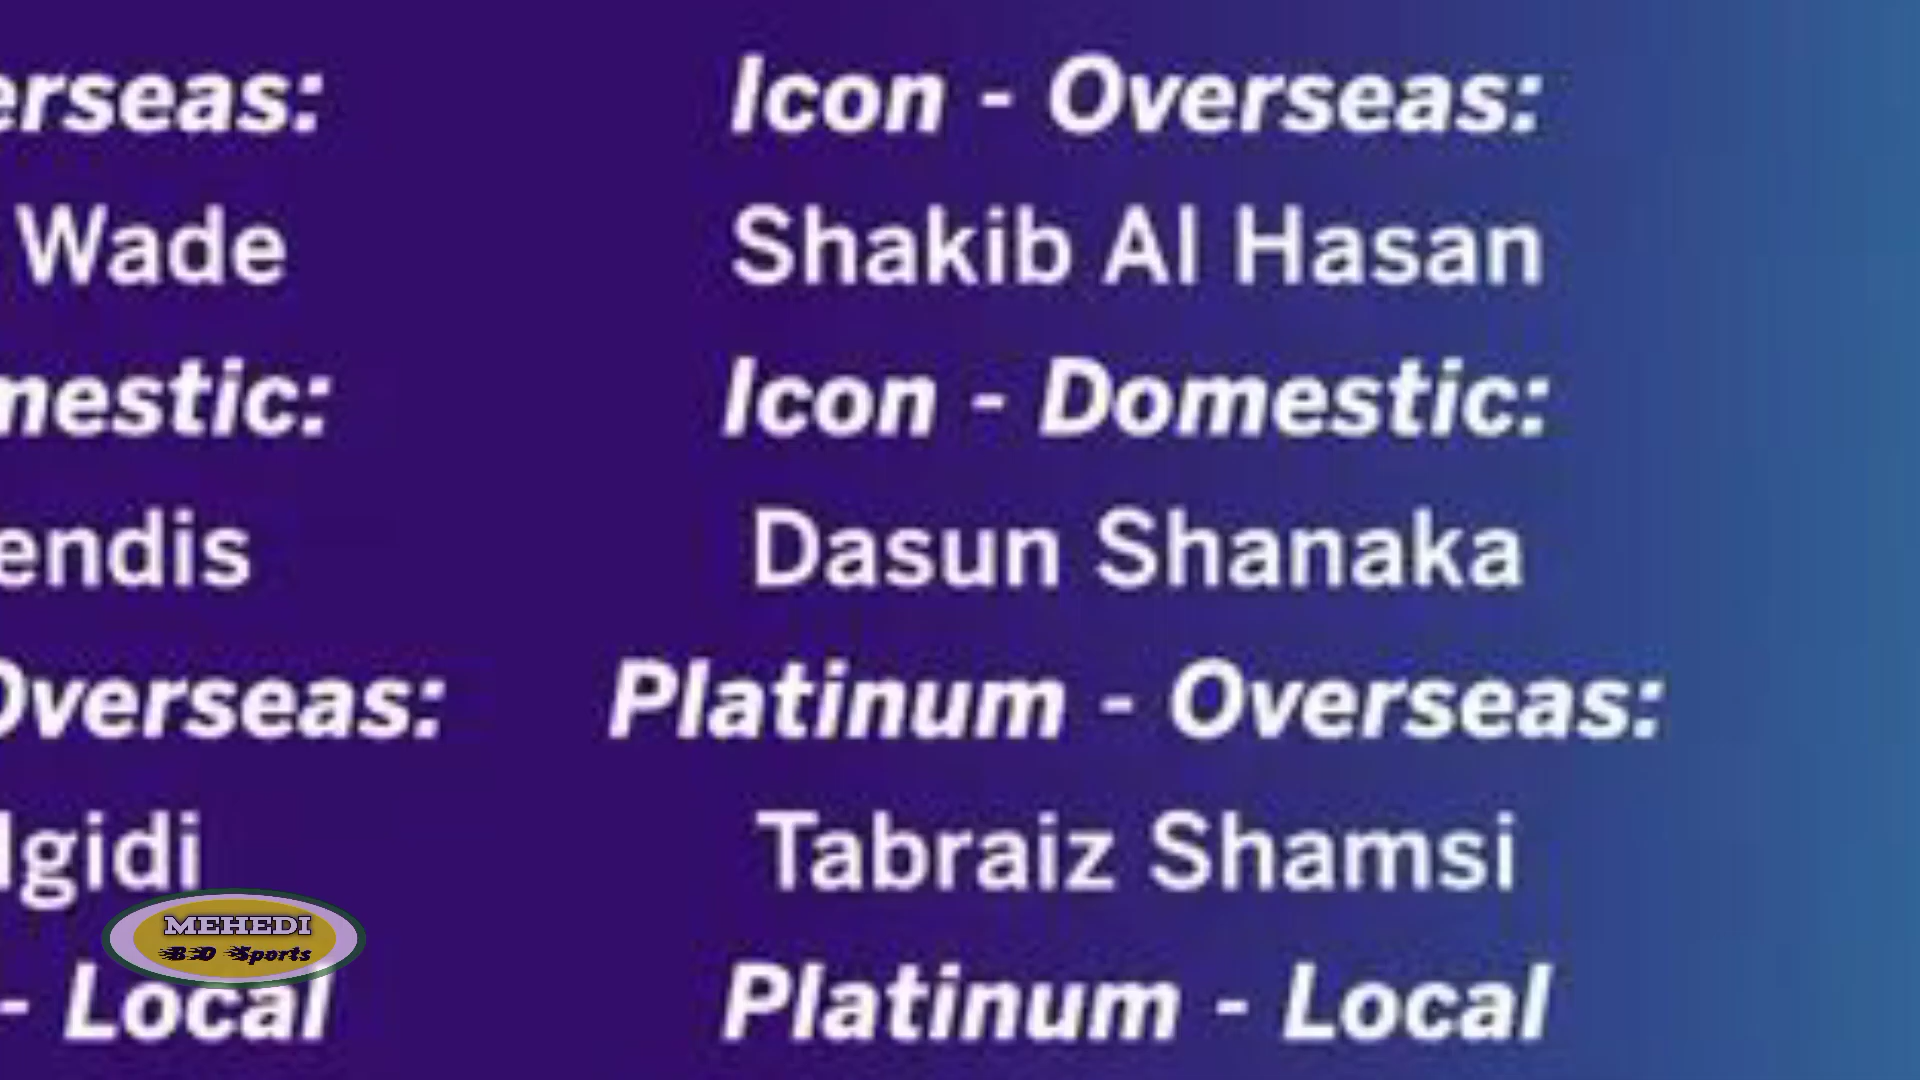 erseas:
Wade
mestic:
endis
Overseas:
gidi
- Local
Icon - Overseas:
Shakib Al Hasan
Icon - Domestic:
Dasun Shanaka
Platinum - Overseas:
Tabraiz Shamsi
Platinum - Local
MEHEDI
BD Sports